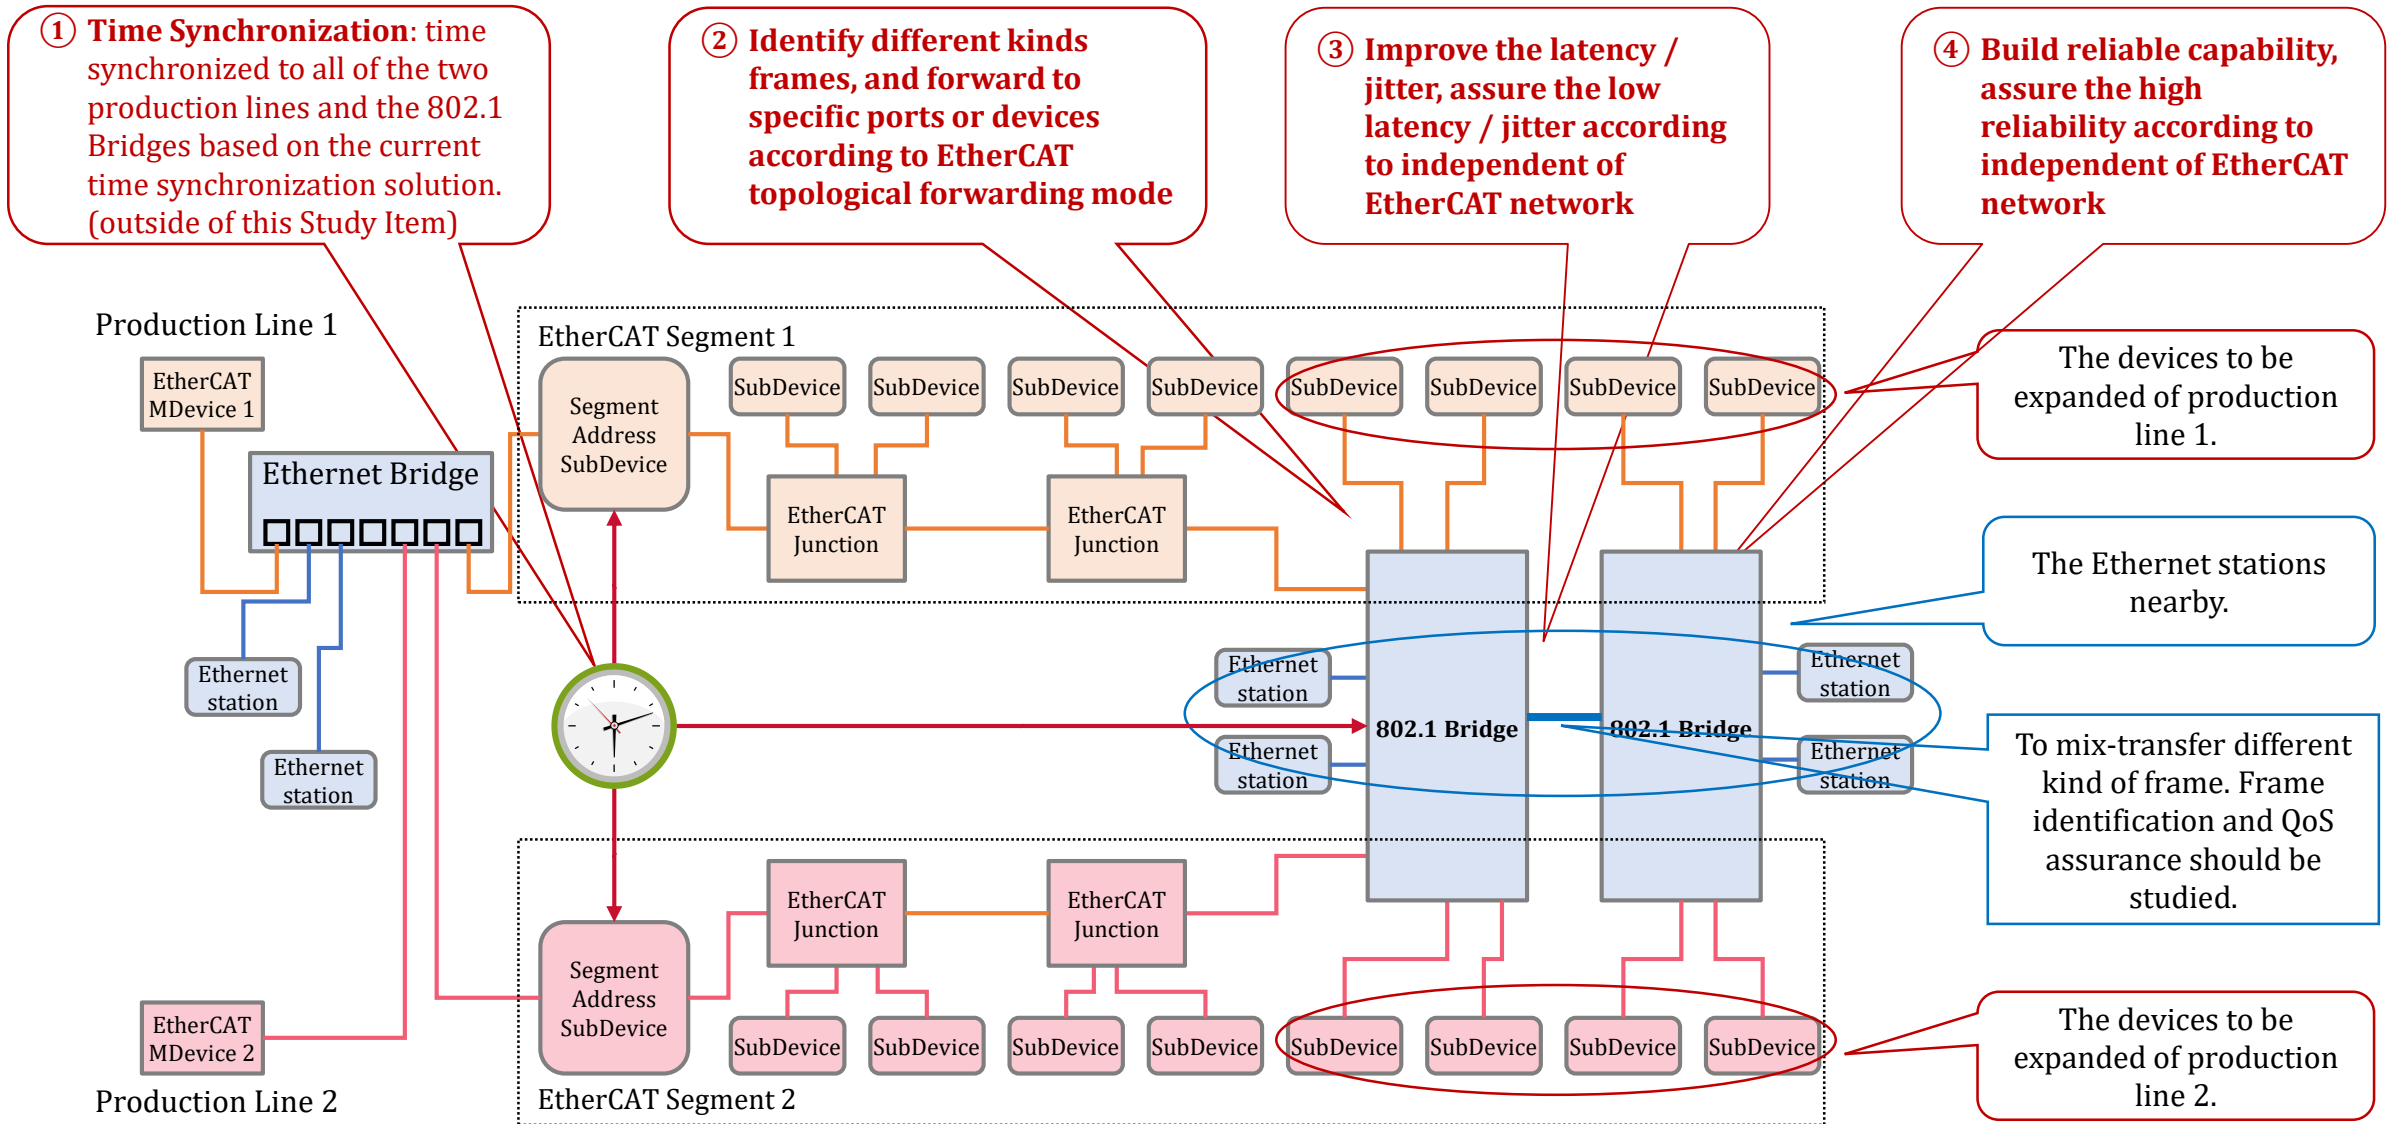 ① Time Synchronization: time
synchronized to all of the two
production lines and the 802.1
Bridges based on the current
time synchronization solution.
(outside of this Study Item)
② Identify different kinds
frames, and forward to
specific ports or devices
according to EtherCAT
topological forwarding mode
③ Improve the latency /
jitter, assure the low
latency / jitter according
to independent of
EtherCAT network
④ Build reliable capability,
assure the high
reliability according to
independent of EtherCAT
network
Production Line 1
EtherCAT
MDevice 1
Ethernet Bridge
Ethernet
station
Ethernet
station
EtherCAT Segment 1
Segment
Address
SubDevice
SubDevice
SubDevice
SubDevice
SubDevice
SubDevice
SubDevice
SubDevice
SubDevice
EtherCAT
Junction
EtherCAT
Junction
The devices to be
expanded of production
line 1.
The Ethernet stations
nearby.
Ethernet
station
Ethernet
station
802.1 Bridge
802.1 Bridge
Ethernet
station
Ethernet
station
To mix-transfer different
kind of frame. Frame
identification and QoS
assurance should be
studied.
EtherCAT
Junction
EtherCAT
Junction
Segment
Address
SubDevice
SubDevice
SubDevice
SubDevice
SubDevice
SubDevice
SubDevice
SubDevice
SubDevice
EtherCAT Segment 2
EtherCAT
MDevice 2
Production Line 2
The devices to be
expanded of production
line 2.